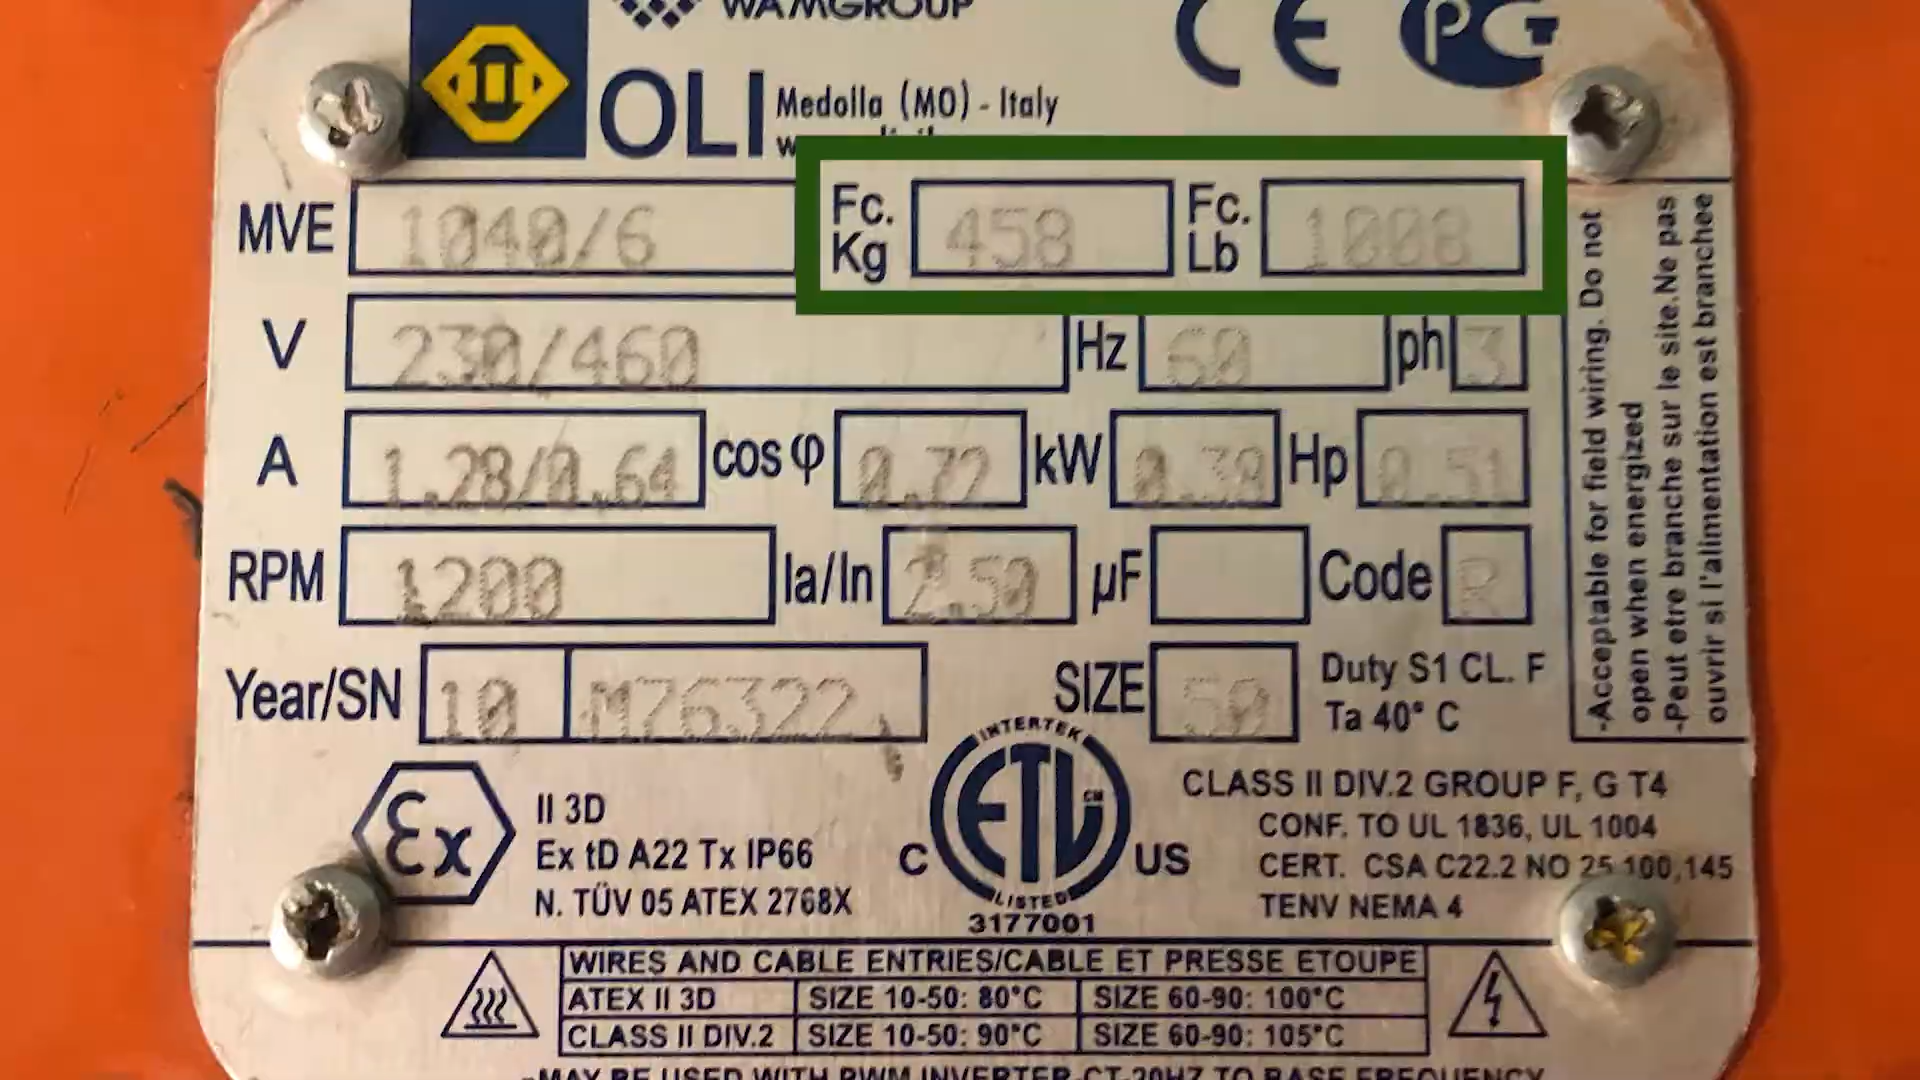 WAMGROUP
CE PG
OLI Medolla (MO) - Italy
MVE 1040/6 Fc. Kg 458 Fc. Lb 1008
V 230/460 Hz 60 ph 3
A 1.28/0.64 cos φ 0.72 kW 0.38 Hp 0.51
RPM 1200 Ia/In 2.50 µF Code R
Year/SN 10 M76322 SIZE 50 Duty S1 CL. F
Ta 40° C
-Acceptable for field wiring. Do not
open when energized
-Peut etre branche sur le site.Ne pas
ouvrir si l'alimentation est branchee
Ex
II 3D
Ex tD A22 Tx IP66
N. TÜV 05 ATEX 2768X
INTERTEK
C ETL CM US
LISTED
3177001
CLASS II DIV.2 GROUP F, G T4
CONF. TO UL 1836, UL 1004
CERT. CSA C22.2 NO 25,100,145
TENV NEMA 4
WIRES AND CABLE ENTRIES/CABLE ET PRESSE ETOUPE
ATEX II 3D SIZE 10-50: 80°C SIZE 60-90: 100°C
CLASS II DIV.2 SIZE 10-50: 90°C SIZE 60-90: 105°C
-MAY BE USED WITH PWM INVERTER-CT-20HZ TO BASE FREQUENCY